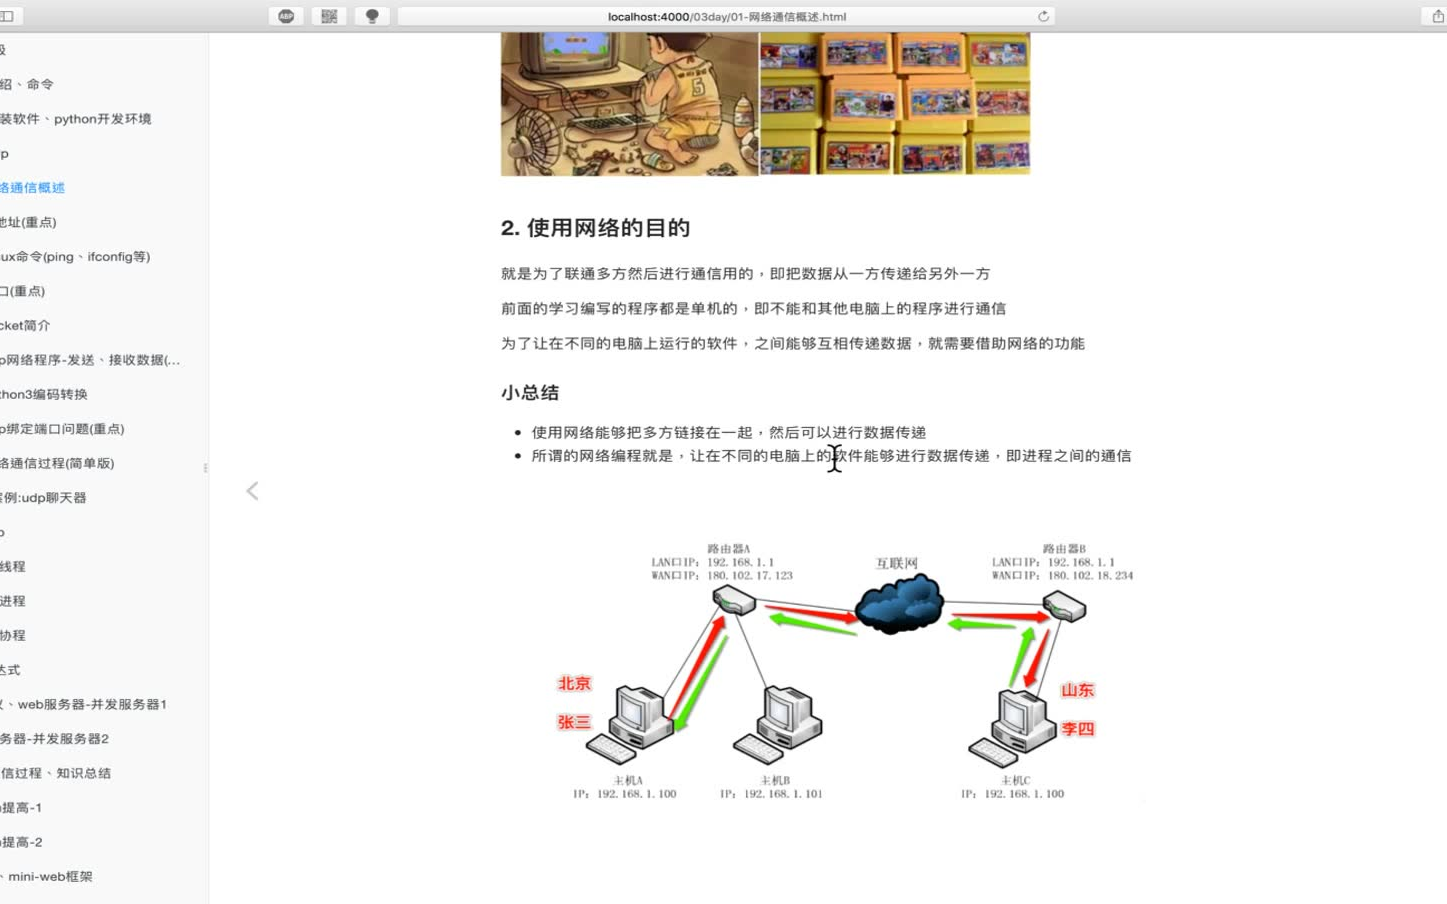 ABP
localhost:4000/03day/01-网络通信概述.html
级
绍、命令
装软件、python开发环境
p
络通信概述
地址(重点)
ux命令(ping、ifconfig等)
口(重点)
cket简介
p网络程序-发送、接收数据(...
thon3编码转换
p绑定端口问题(重点)
络通信过程(简单版)
案例:udp聊天器
p
线程
进程
协程
达式
义、web服务器-并发服务器1
务器-并发服务器2
信过程、知识总结
提高-1
提高-2
、mini-web框架
2. 使用网络的目的
就是为了联通多方然后进行通信用的，即把数据从一方传递给另外一方
前面的学习编写的程序都是单机的，即不能和其他电脑上的程序进行通信
为了让在不同的电脑上运行的软件，之间能够互相传递数据，就需要借助网络的功能
小总结
使用网络能够把多方链接在一起，然后可以进行数据传递
所谓的网络编程就是，让在不同的电脑上的软件能够进行数据传递，即进程之间的通信
路由器A
LAN口IP: 192.168.1.1
WAN口IP: 180.102.17.123
互联网
路由器B
LAN口IP: 192.168.1.1
WAN口IP: 180.102.18.234
北京
张三
山东
李四
主机A
IP: 192.168.1.100
主机B
IP: 192.168.1.101
主机C
IP: 192.168.1.100